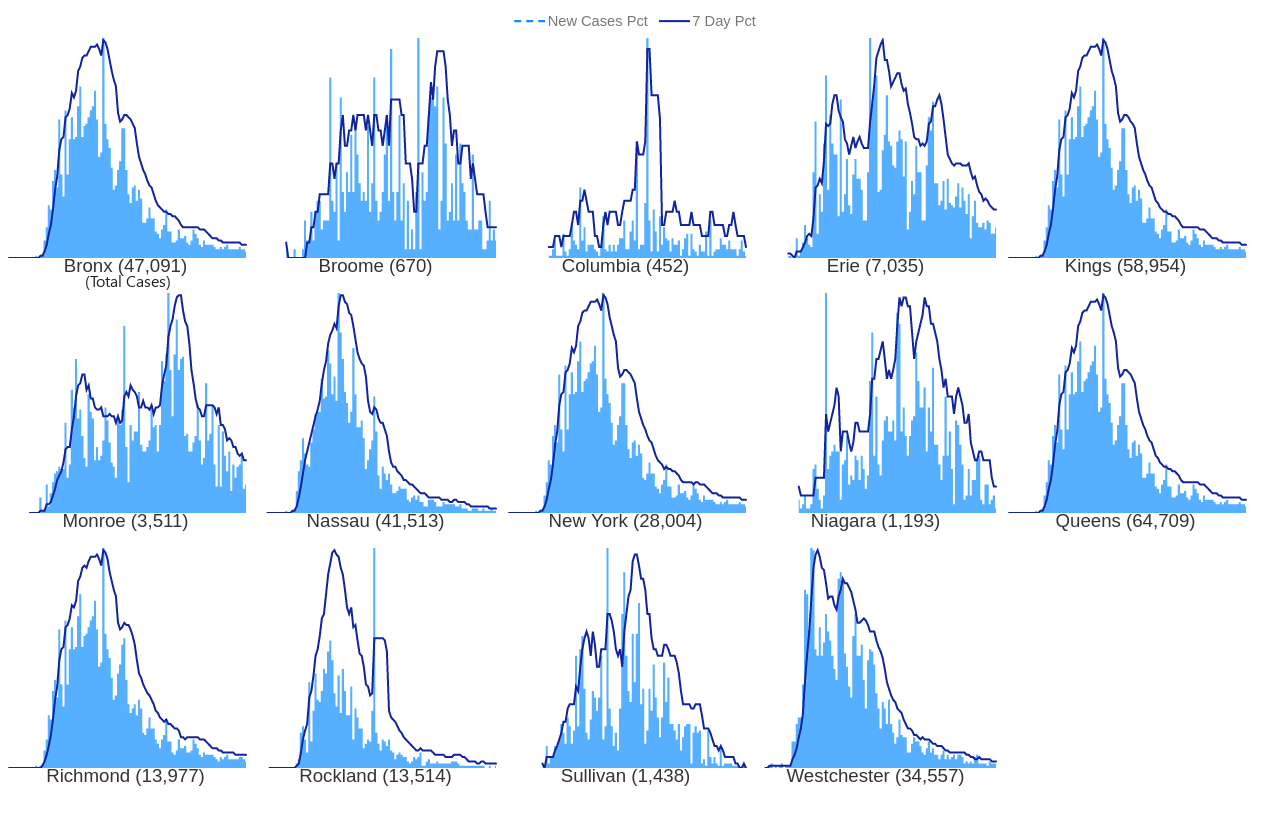 New Cases Pct 7 Day Pct
Bronx (47,091)
(Total Cases)
Broome (670)
Columbia (452)
Erie (7,035)
Kings (58,954)
Monroe (3,511)
Nassau (41,513)
New York (28,004)
Niagara (1,193)
Queens (64,709)
Richmond (13,977)
Rockland (13,514)
Sullivan (1,438)
Westchester (34,557)